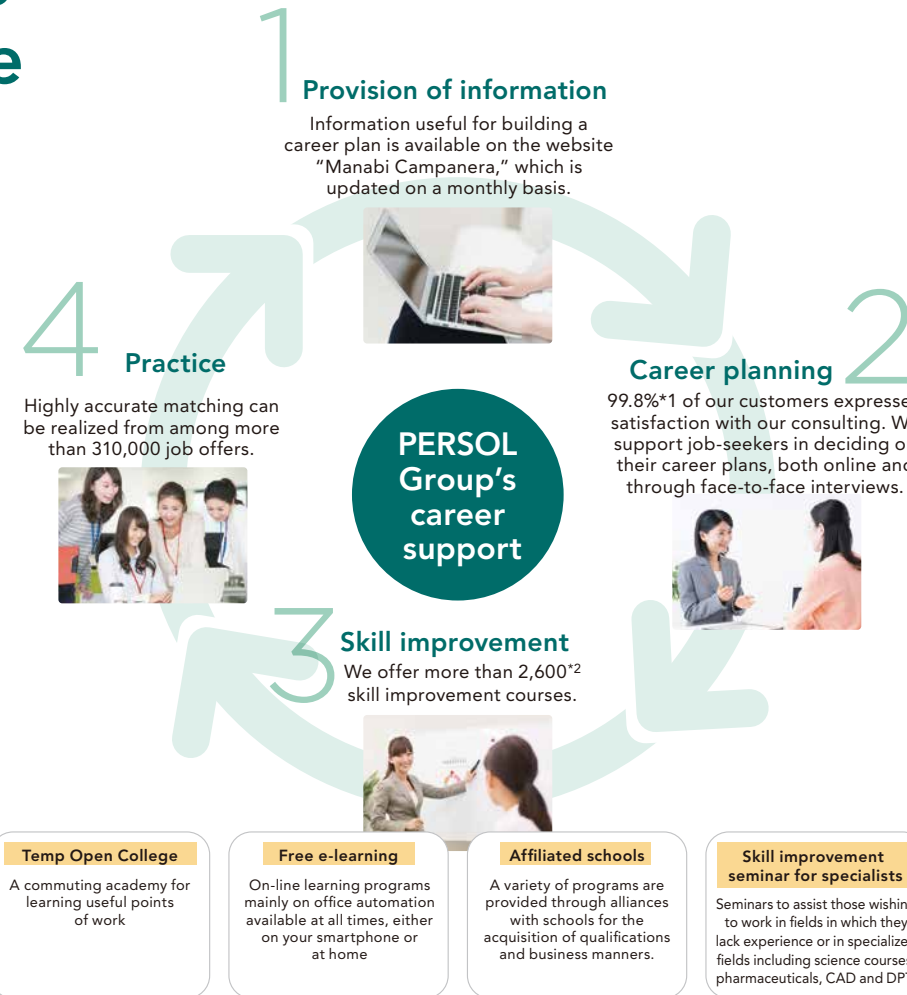 e
1
Provision of information
Information useful for building a
career plan is available on the website
“Manabi Campanera,” which is
updated on a monthly basis.
2
Career planning
99.8%*1 of our customers expresse
satisfaction with our consulting. W
support job-seekers in deciding o
their career plans, both online and
through face-to-face interviews.
4
Practice
Highly accurate matching can
be realized from among more
than 310,000 job offers.
PERSOL
Group’s
career
support
3
Skill improvement
We offer more than 2,600*2
skill improvement courses.
Temp Open College
A commuting academy for
learning useful points
of work
Free e-learning
On-line learning programs
mainly on office automation
available at all times, either
on your smartphone or
at home
Affiliated schools
A variety of programs are
provided through alliances
with schools for the
acquisition of qualifications
and business manners.
Skill improvement
seminar for specialists
Seminars to assist those wishin
to work in fields in which they
lack experience or in specialize
fields including science courses
pharmaceuticals, CAD and DP